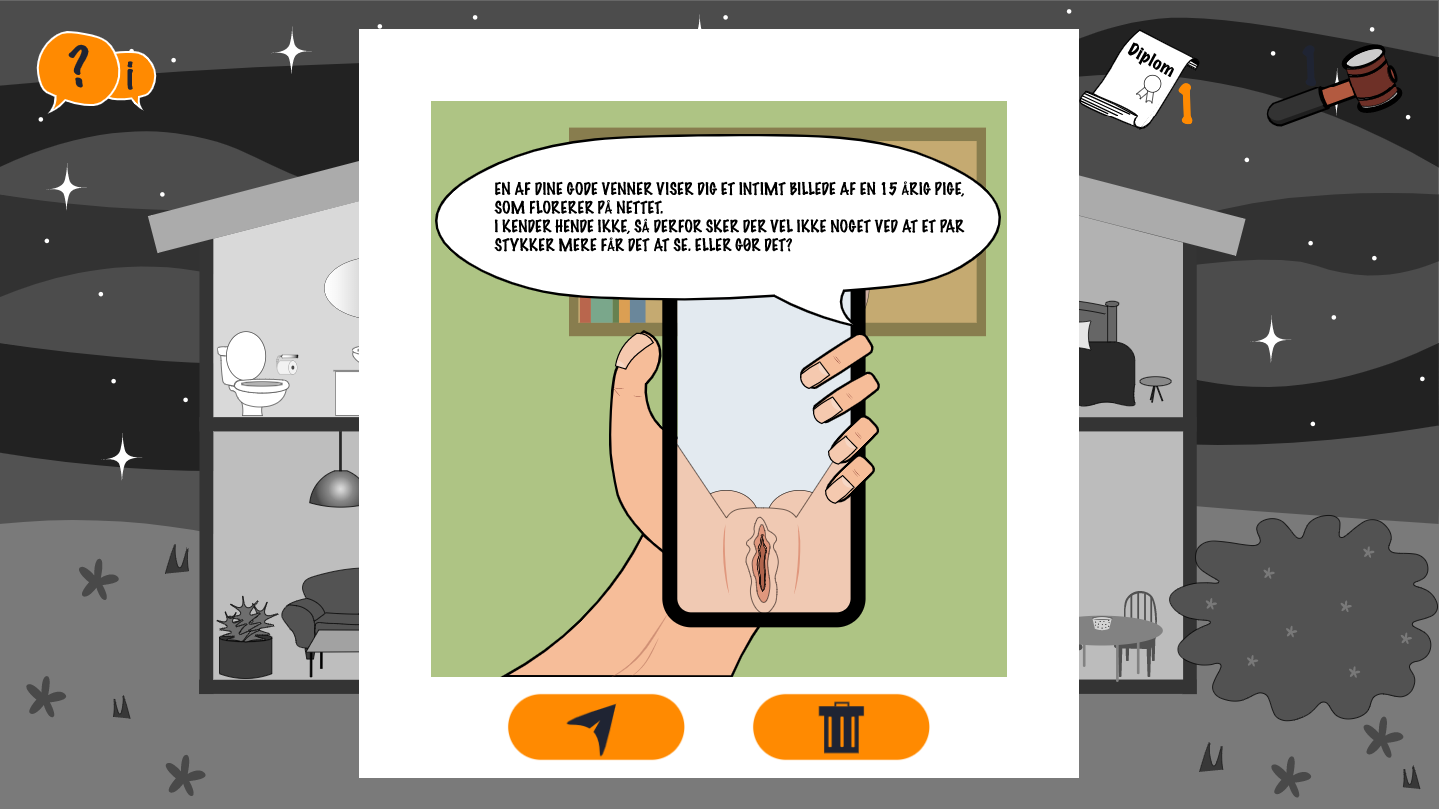 ?
i
Diplom
1
1
EN AF DINE GODE VENNER VISER DIG ET INTIMT BILLEDE AF EN 15 ÅRIG PIGE,
SOM FLORERER PÅ NETTET.
I KENDER HENDE IKKE, SÅ DERFOR SKER DER VEL IKKE NOGET VED AT ET PAR
STYKKER MERE FÅR DET AT SE. ELLER GØR DET?